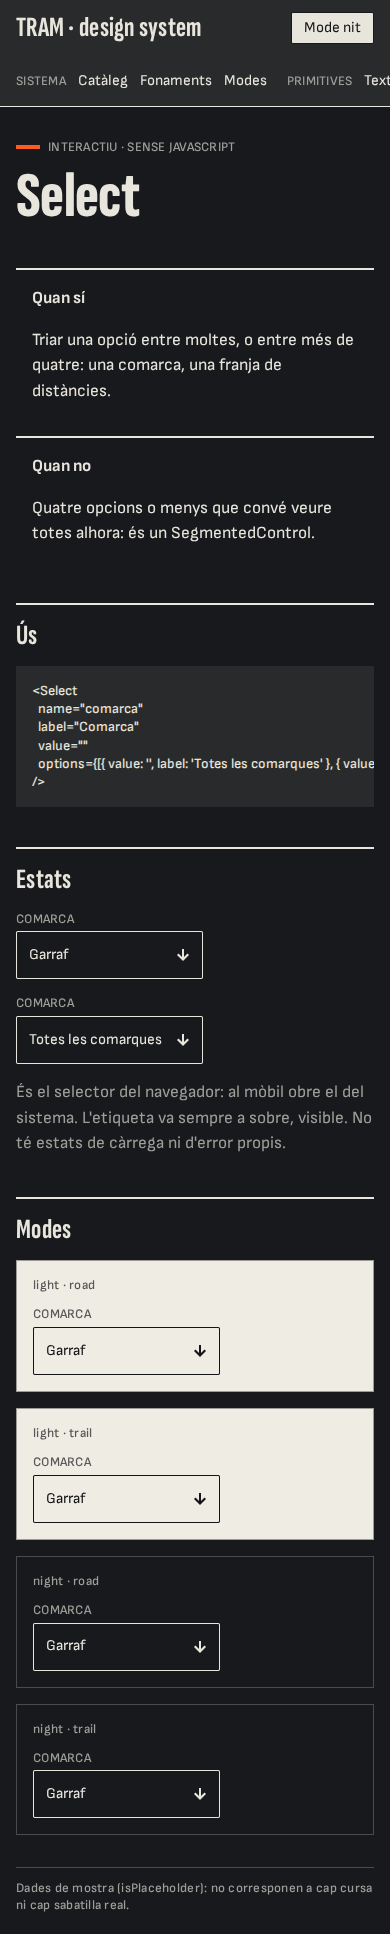 TRAM · design system
Mode nit
SISTEMA Catàleg Fonaments Modes PRIMITIVES Text
INTERACTIU · SENSE JAVASCRIPT
Select
Quan sí
Triar una opció entre moltes, o entre més de
quatre: una comarca, una franja de
distàncies.
Quan no
Quatre opcions o menys que convé veure
totes alhora: és un SegmentedControl.
Ús
<Select
name="comarca"
label="Comarca"
value=""
options={[{ value: '', label: 'Totes les comarques' }, { value
/>
Estats
COMARCA
Garraf
COMARCA
Totes les comarques
És el selector del navegador: al mòbil obre el del
sistema. L'etiqueta va sempre a sobre, visible. No
té estats de càrrega ni d'error propis.
Modes
light · road
COMARCA
Garraf
light · trail
COMARCA
Garraf
night · road
COMARCA
Garraf
night · trail
COMARCA
Garraf
Dades de mostra (isPlaceholder): no corresponen a cap cursa
ni cap sabatilla real.